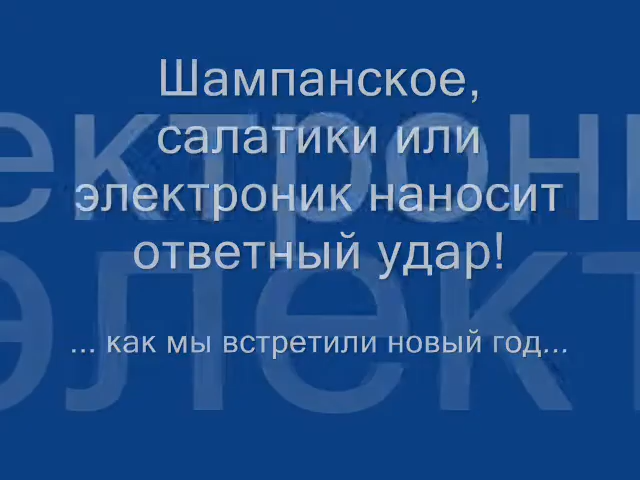 Шампанское,
салатики или
электроник наносит
ответный удар!
... как мы встретили новый год...